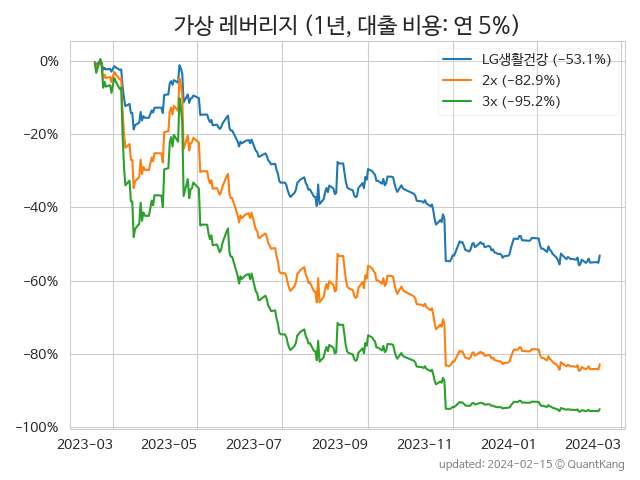 가상 레버리지 (1년, 대출 비용: 연 5%)
LG생활건강 (−53.1%)
2x (−82.9%)
3x (−95.2%)
0%
−20%
−40%
−60%
−80%
−100%
2023-03 2023-05 2023-07 2023-09 2023-11 2024-01 2024-03
updated: 2024-02-15 © QuantKang